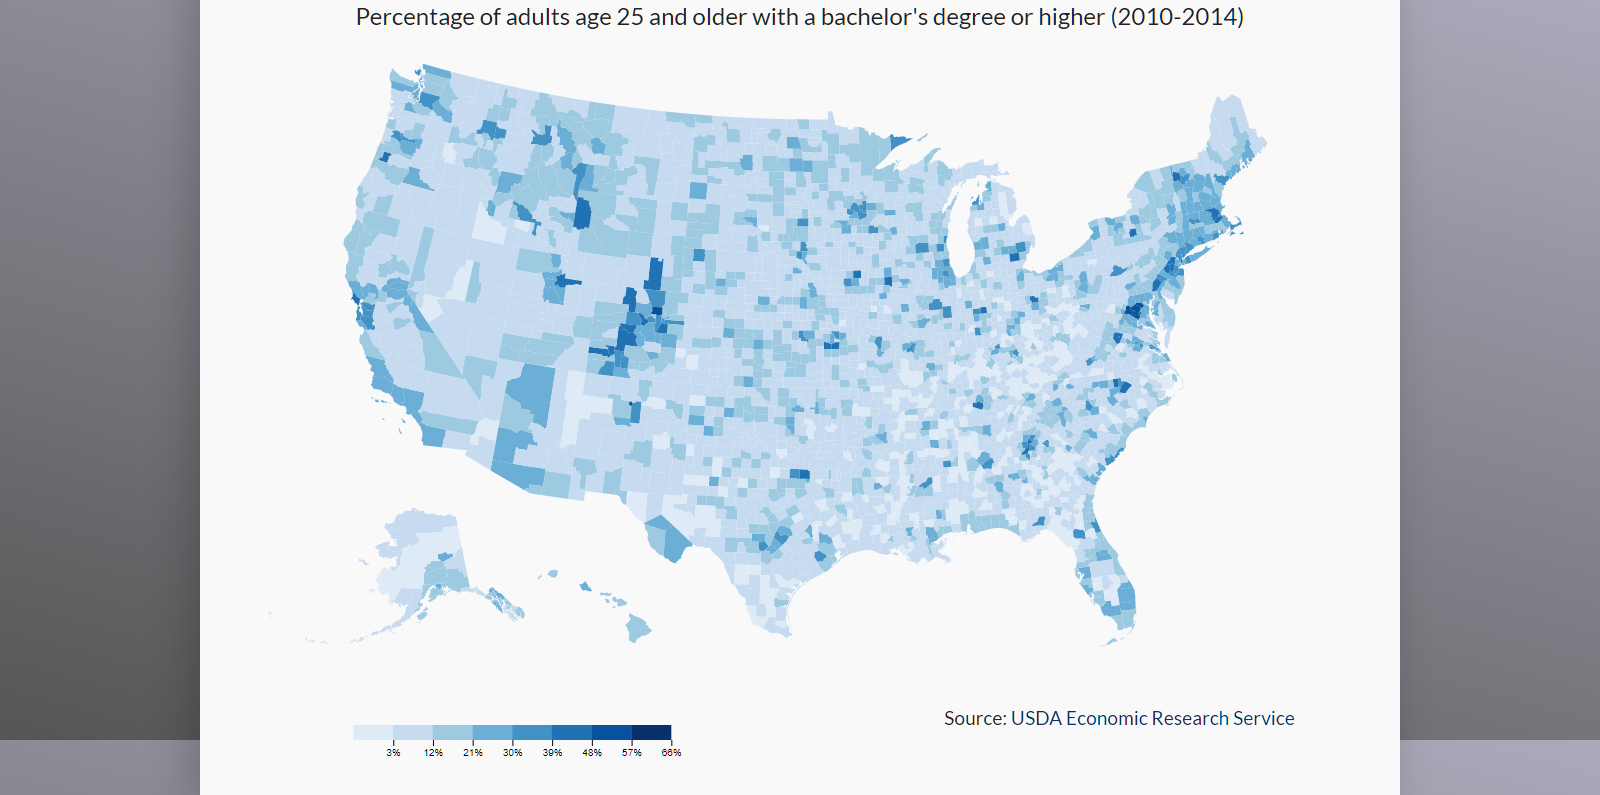 Percentage of adults age 25 and older with a bachelor's degree or higher (2010-2014)
Source: USDA Economic Research Service
3% 12% 21% 30% 39% 48% 57% 66%